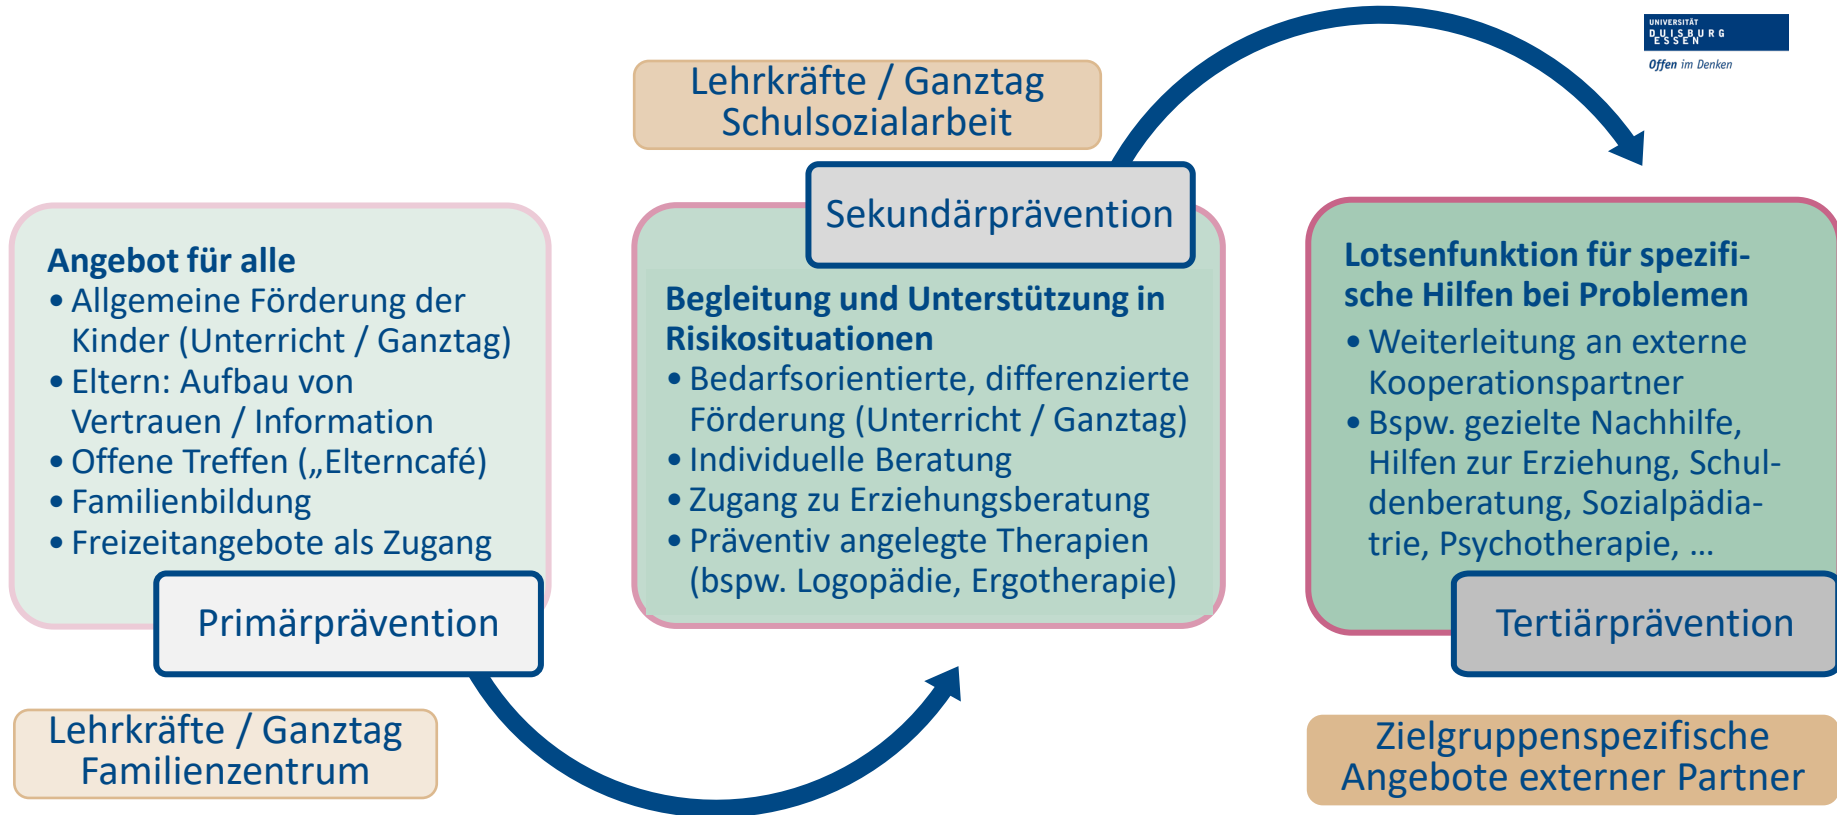 UNIVERSITÄT
DUISBURG
ESSEN
Offen im Denken
Angebot für alle
• Allgemeine Förderung der
Kinder (Unterricht / Ganztag)
• Eltern: Aufbau von
Vertrauen / Information
• Offene Treffen („Elterncafé)
• Familienbildung
• Freizeitangebote als Zugang
Primärprävention
Lehrkräfte / Ganztag
Familienzentrum
Lehrkräfte / Ganztag
Schulsozialarbeit
Sekundärprävention
Begleitung und Unterstützung in
Risikosituationen
• Bedarfsorientierte, differenzierte
Förderung (Unterricht / Ganztag)
• Individuelle Beratung
• Zugang zu Erziehungsberatung
• Präventiv angelegte Therapien
(bspw. Logopädie, Ergotherapie)
Lotsenfunktion für spezifi-
sche Hilfen bei Problemen
• Weiterleitung an externe
Kooperationspartner
• Bspw. gezielte Nachhilfe,
Hilfen zur Erziehung, Schul-
denberatung, Sozialpädia-
trie, Psychotherapie, ...
Tertiärprävention
Zielgruppenspezifische
Angebote externer Partner